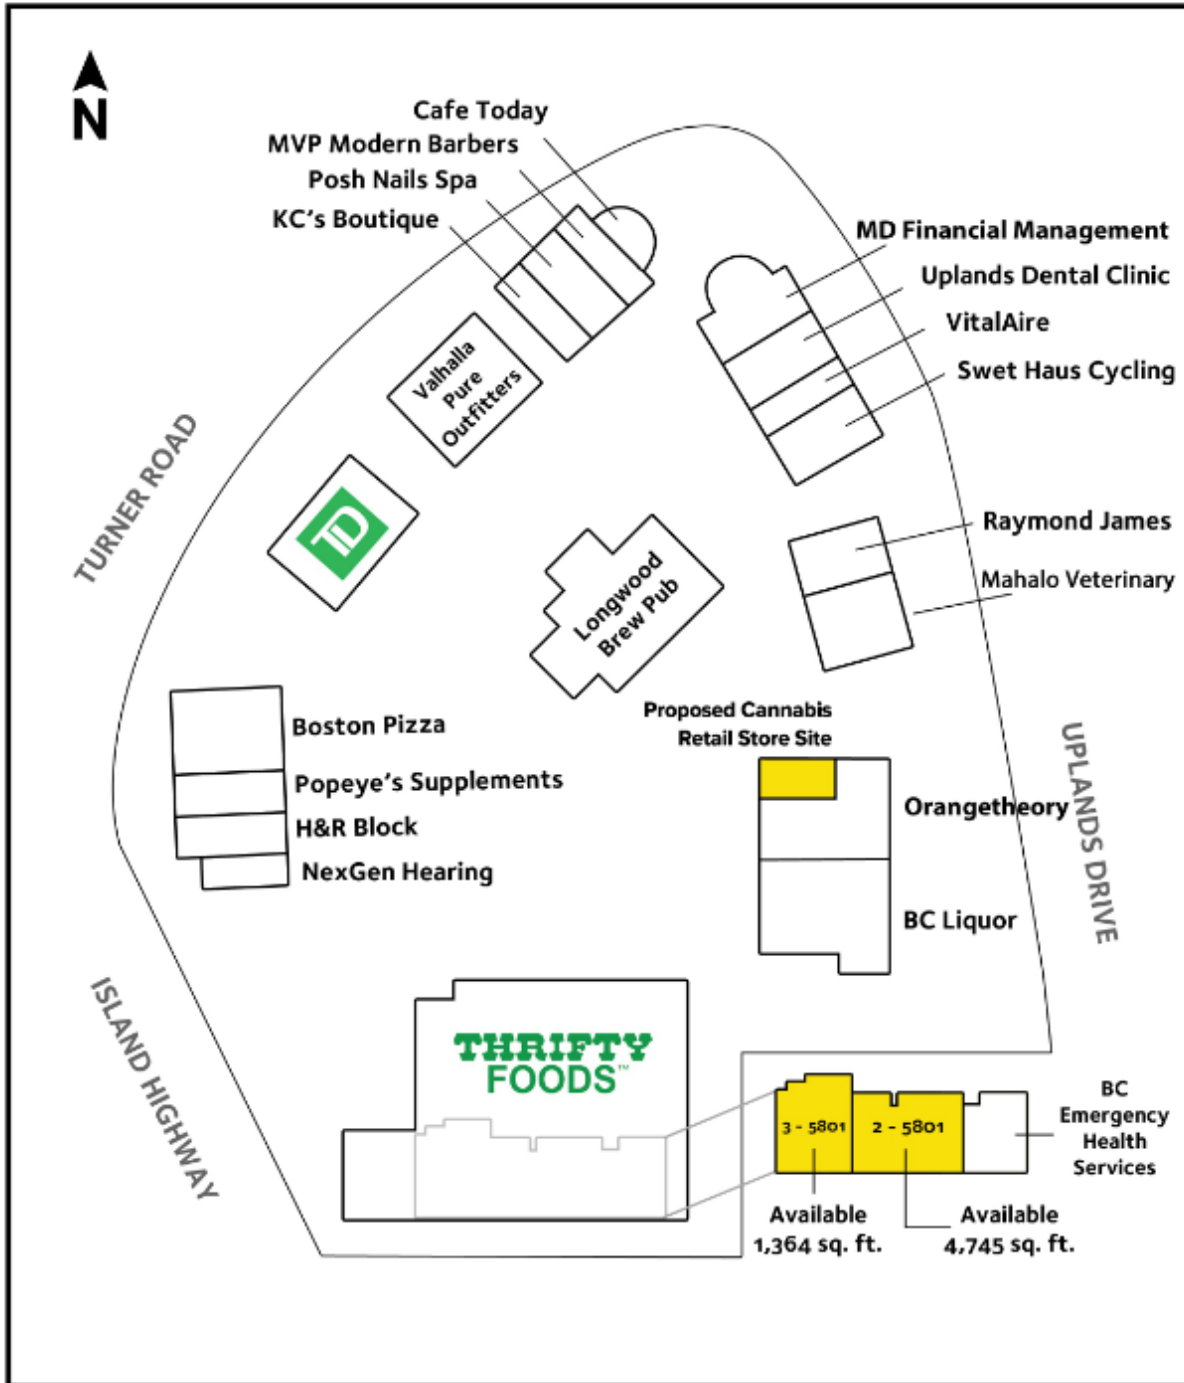 N
Cafe Today
MVP Modern Barbers
Posh Nails Spa
KC's Boutique
MD Financial Management
Uplands Dental Clinic
VitalAire
Swet Haus Cycling
Valhalla
Pure
Outfitters
TURNER ROAD
TD
Raymond James
Mahalo Veterinary
Longwood
Brew Pub
Proposed Cannabis
Retail Store Site
Boston Pizza
Popeye's Supplements
H&R Block
NexGen Hearing
Orangetheory
BC Liquor
UPLANDS DRIVE
ISLAND HIGHWAY
THRIFTY
FOODS™
3 - 5801
2 - 5801
BC
Emergency
Health
Services
Available
1,364 sq. ft.
Available
4,745 sq. ft.